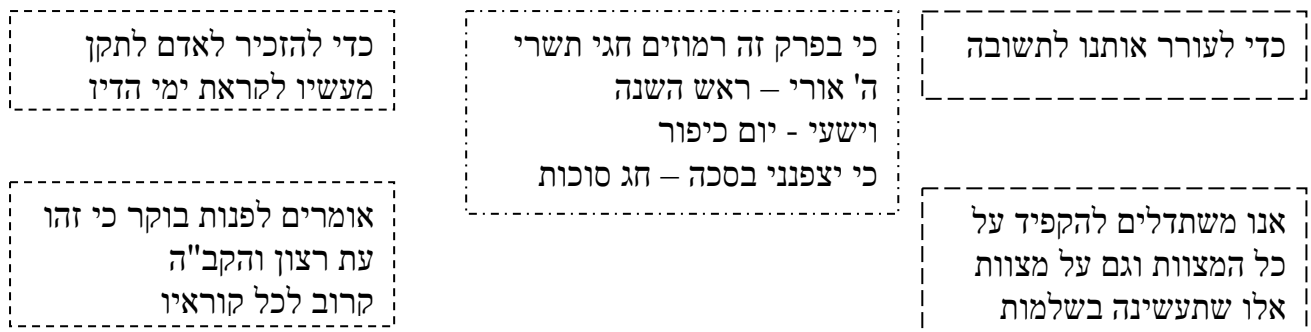 כדי לעורר אותנו לתשובה
כי בפרק זה רמוזים חגי תשרי
ה' אורי – ראש השנה
וישעי - יום כיפור
כי יצפנני בסכה – חג סוכות
כדי להזכיר לאדם לתקן
מעשיו לקראת ימי הדיז
אנו משתדלים להקפיד על
כל המצוות וגם על מצוות
אלו שתעשינה בשלמות
אומרים לפנות בוקר כי זהו
עת רצון והקב"ה
קרוב לכל קוראיו